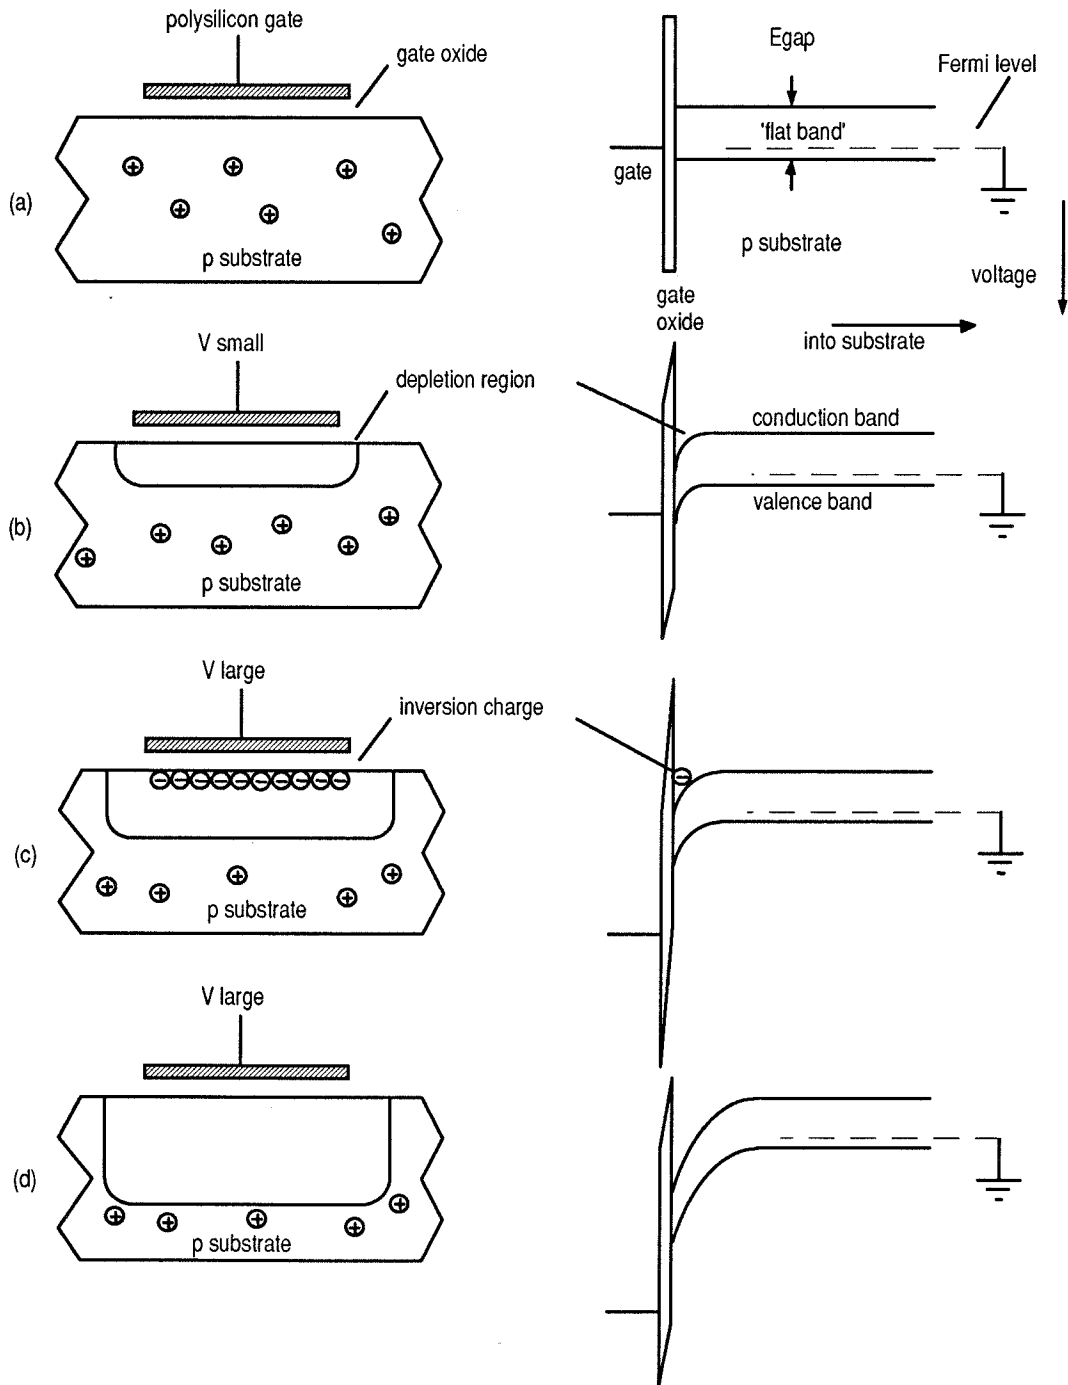 polysilicon gate
gate oxide
(a)
p substrate
Egap
Fermi level
'flat band'
gate
p substrate
voltage
gate
oxide
into substrate
V small
depletion region
(b)
p substrate
conduction band
valence band
V large
inversion charge
(c)
p substrate
V large
(d)
p substrate